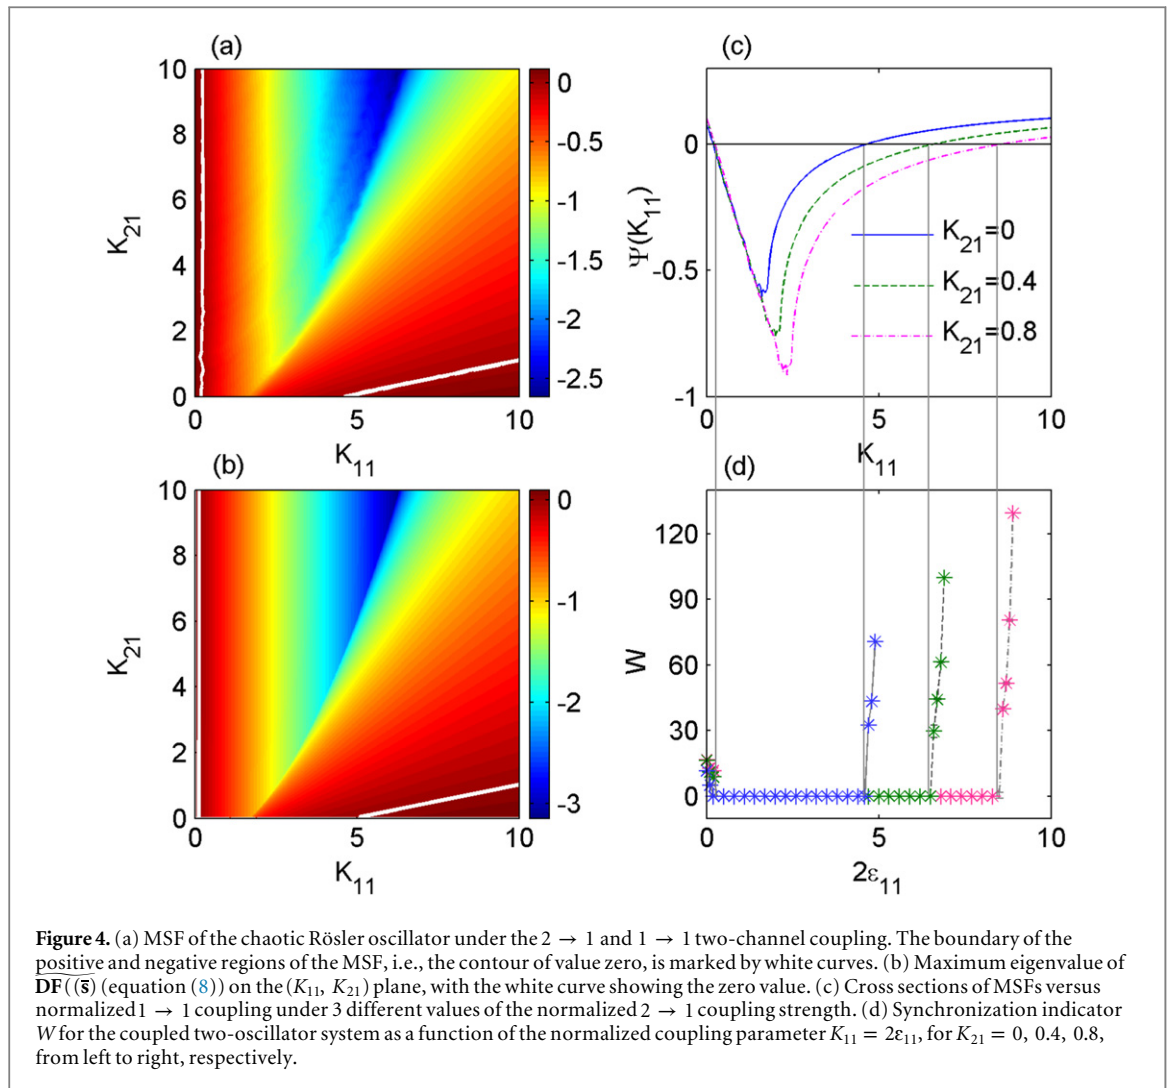 (a)
10
8
6
4
2
0
K21
0
5
10
K11
0
-0.5
-1
-1.5
-2
-2.5
(c)
0
-0.5
-1
Ψ(K11)
K21=0
K21=0.4
K21=0.8
0
5
10
K11
(b)
10
8
6
4
2
0
K21
0
5
10
K11
0
-1
-2
-3
(d)
120
90
60
30
0
W
0
5
10
2ε11
Figure 4. (a) MSF of the chaotic Rösler oscillator under the 2 → 1 and 1 → 1 two-channel coupling. The boundary of the
positive and negative regions of the MSF, i.e., the contour of value zero, is marked by white curves. (b) Maximum eigenvalue of
DF((s̄) (equation (8)) on the (K11, K21) plane, with the white curve showing the zero value. (c) Cross sections of MSFs versus
normalized 1 → 1 coupling under 3 different values of the normalized 2 → 1 coupling strength. (d) Synchronization indicator
W for the coupled two-oscillator system as a function of the normalized coupling parameter K11 = 2ε11, for K21 = 0, 0.4, 0.8,
from left to right, respectively.